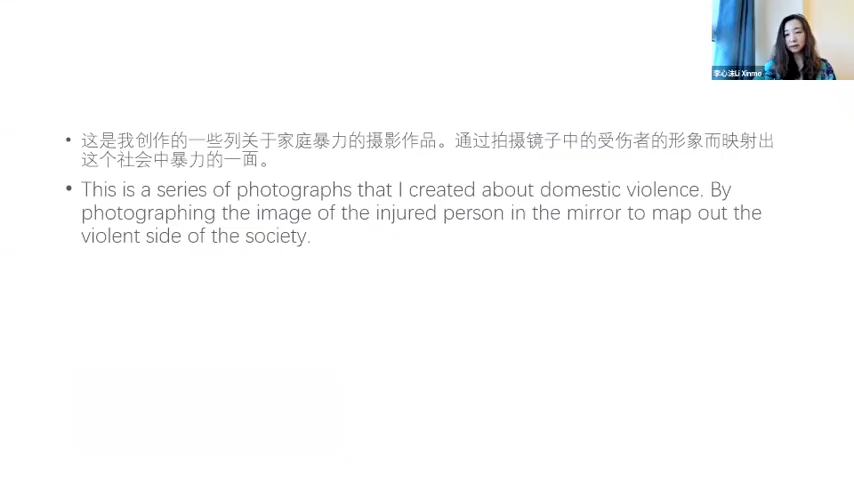 李心沫Li Xinmo
• 这是我创作的一些列关于家庭暴力的摄影作品。通过拍摄镜子中的受伤者的形象而映射出
这个社会中暴力的一面。
• This is a series of photographs that I created about domestic violence. By
photographing the image of the injured person in the mirror to map out the
violent side of the society.